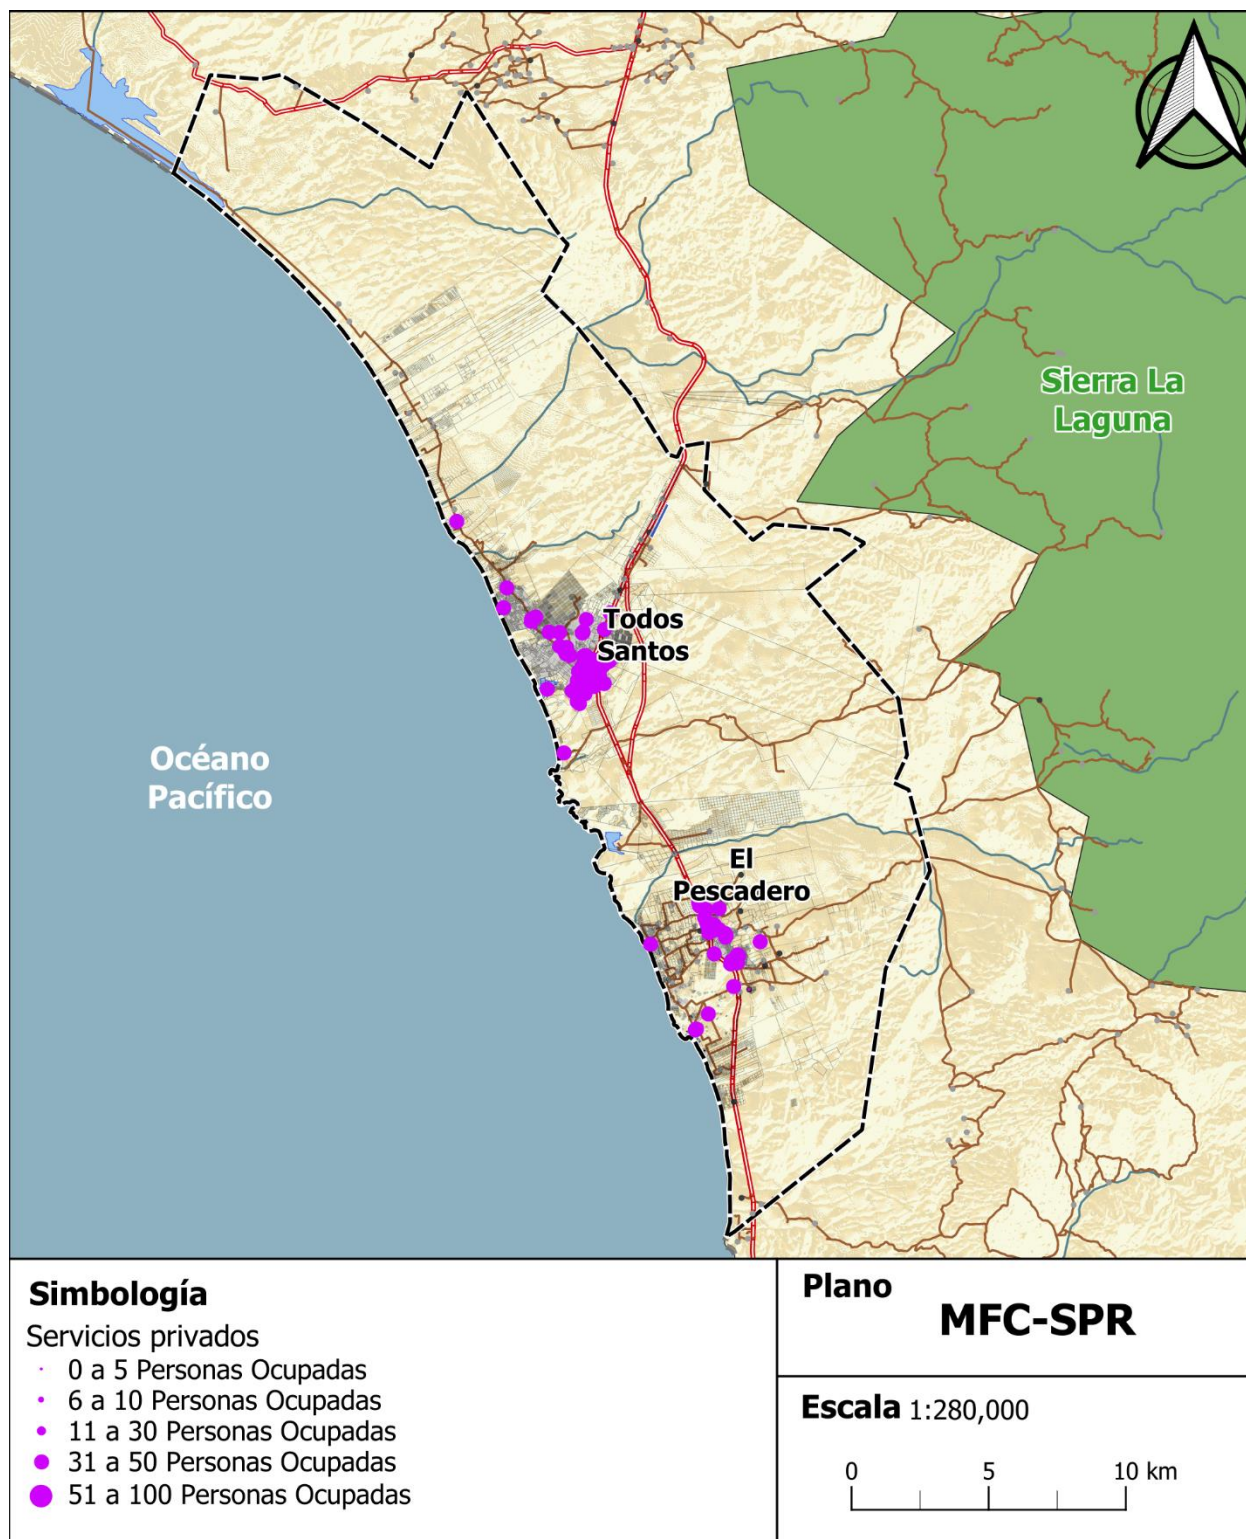 Sierra La
Laguna
Todos
Santos
Océano
Pacífico
El
Pescadero
Simbología
Servicios privados
0 a 5 Personas Ocupadas
6 a 10 Personas Ocupadas
11 a 30 Personas Ocupadas
31 a 50 Personas Ocupadas
51 a 100 Personas Ocupadas
Plano
MFC-SPR
Escala 1:280,000
0 5 10 km